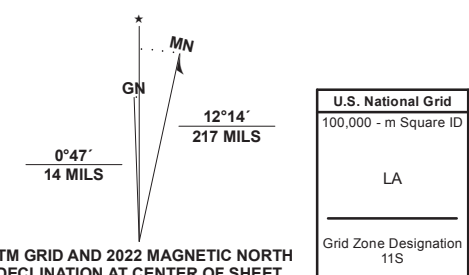 ★
MN
GN
0°47´
14 MILS
12°14´
217 MILS
TM GRID AND 2022 MAGNETIC NORTH
DECLINATION AT CENTER OF SHEET
U.S. National Grid
100,000 - m Square ID
LA
Grid Zone Designation
11S